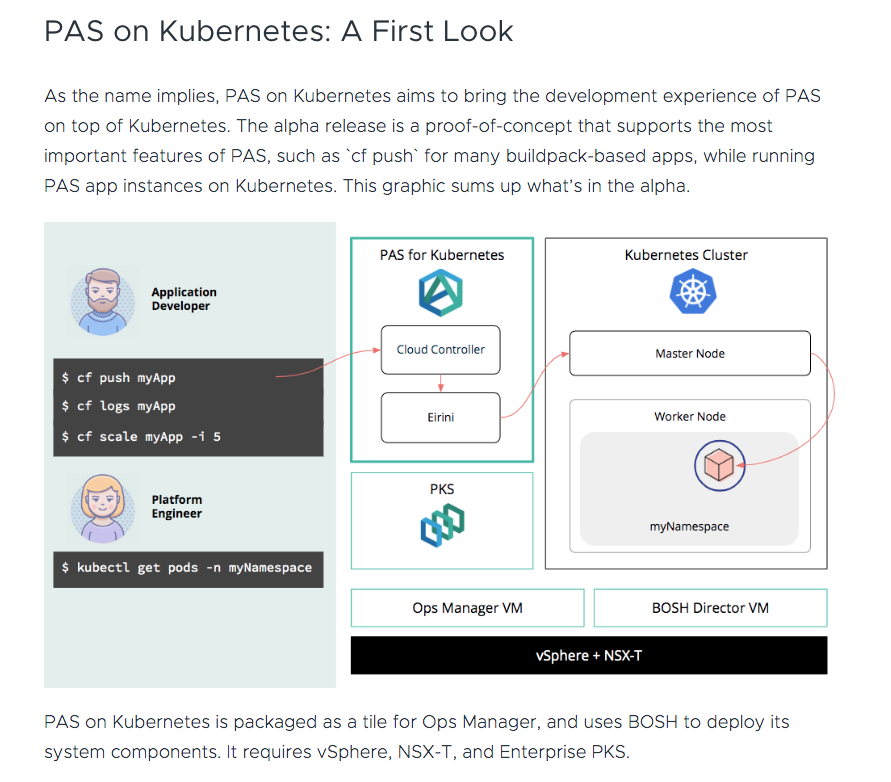 PAS on Kubernetes: A First Look
As the name implies, PAS on Kubernetes aims to bring the development experience of PAS
on top of Kubernetes. The alpha release is a proof-of-concept that supports the most
important features of PAS, such as `cf push` for many buildpack-based apps, while running
PAS app instances on Kubernetes. This graphic sums up what’s in the alpha.
Application
Developer
$ cf push myApp
$ cf logs myApp
$ cf scale myApp -i 5
Platform
Engineer
$ kubectl get pods -n myNamespace
PAS for Kubernetes
Cloud Controller
Eirini
PKS
Kubernetes Cluster
Master Node
Worker Node
myNamespace
Ops Manager VM
BOSH Director VM
vSphere + NSX-T
PAS on Kubernetes is packaged as a tile for Ops Manager, and uses BOSH to deploy its
system components. It requires vSphere, NSX-T, and Enterprise PKS.